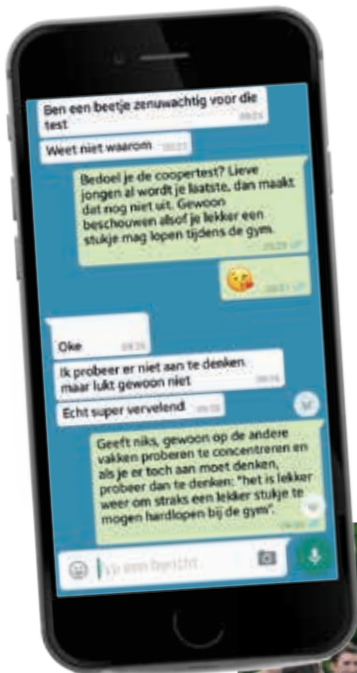 Ben een beetje zenuwachtig voor die
test
Weet niet waarom
Bedoel je de coopertest? Lieve
jongen al wordt je laatste, dan maakt
dat nog niet uit. Gewoon
beschouwen alsof je lekker een
stukje mag lopen tijdens de gym.
Oke
Ik probeer er niet aan te denken
maar lukt gewoon niet
Echt super vervelend
Geeft niks, gewoon op de andere
vakken proberen te concentreren en
als je er toch aan moet denken,
probeer dan te denken: "het is lekker
weer om straks een lekker stukje te
mogen hardlopen bij de gym".
een bericht